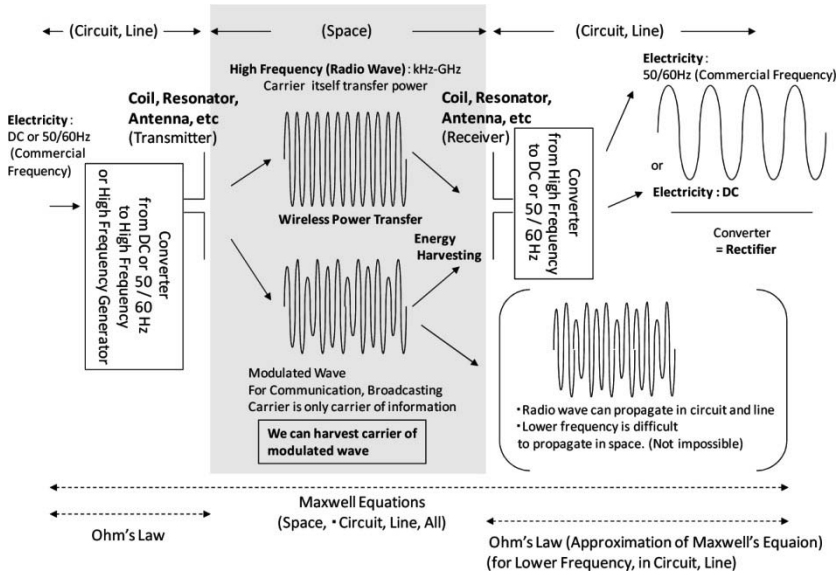 (Circuit, Line)
(Space)
(Circuit, Line)
High Frequency (Radio Wave) : kHz-GHz
Carrier itself transfer power
Electricity :
DC or 50/60Hz
(Commercial
Frequency)
Converter
from DC or 50/60 Hz
to High Frequency
or High Frequency Generator
Coil, Resonator,
Antenna, etc
(Transmitter)
Wireless Power Transfer
Energy
Harvesting
Modulated Wave
For Communication, Broadcasting
Carrier is only carrier of information
We can harvest carrier of
modulated wave
Coil, Resonator,
Antenna, etc
(Receiver)
Converter
from High Frequency
to DC or 50/60Hz
Electricity :
50/60Hz (Commercial Frequency)
or
Electricity : DC
Converter
= Rectifier
・Radio wave can propagate in circuit and line
・Lower frequency is difficult
to propagate in space. (Not impossible)
Maxwell Equations
(Space, ・Circuit, Line, All)
Ohm's Law
Ohm's Law (Approximation of Maxwell's Equaion)
(for Lower Frequency, in Circuit, Line)